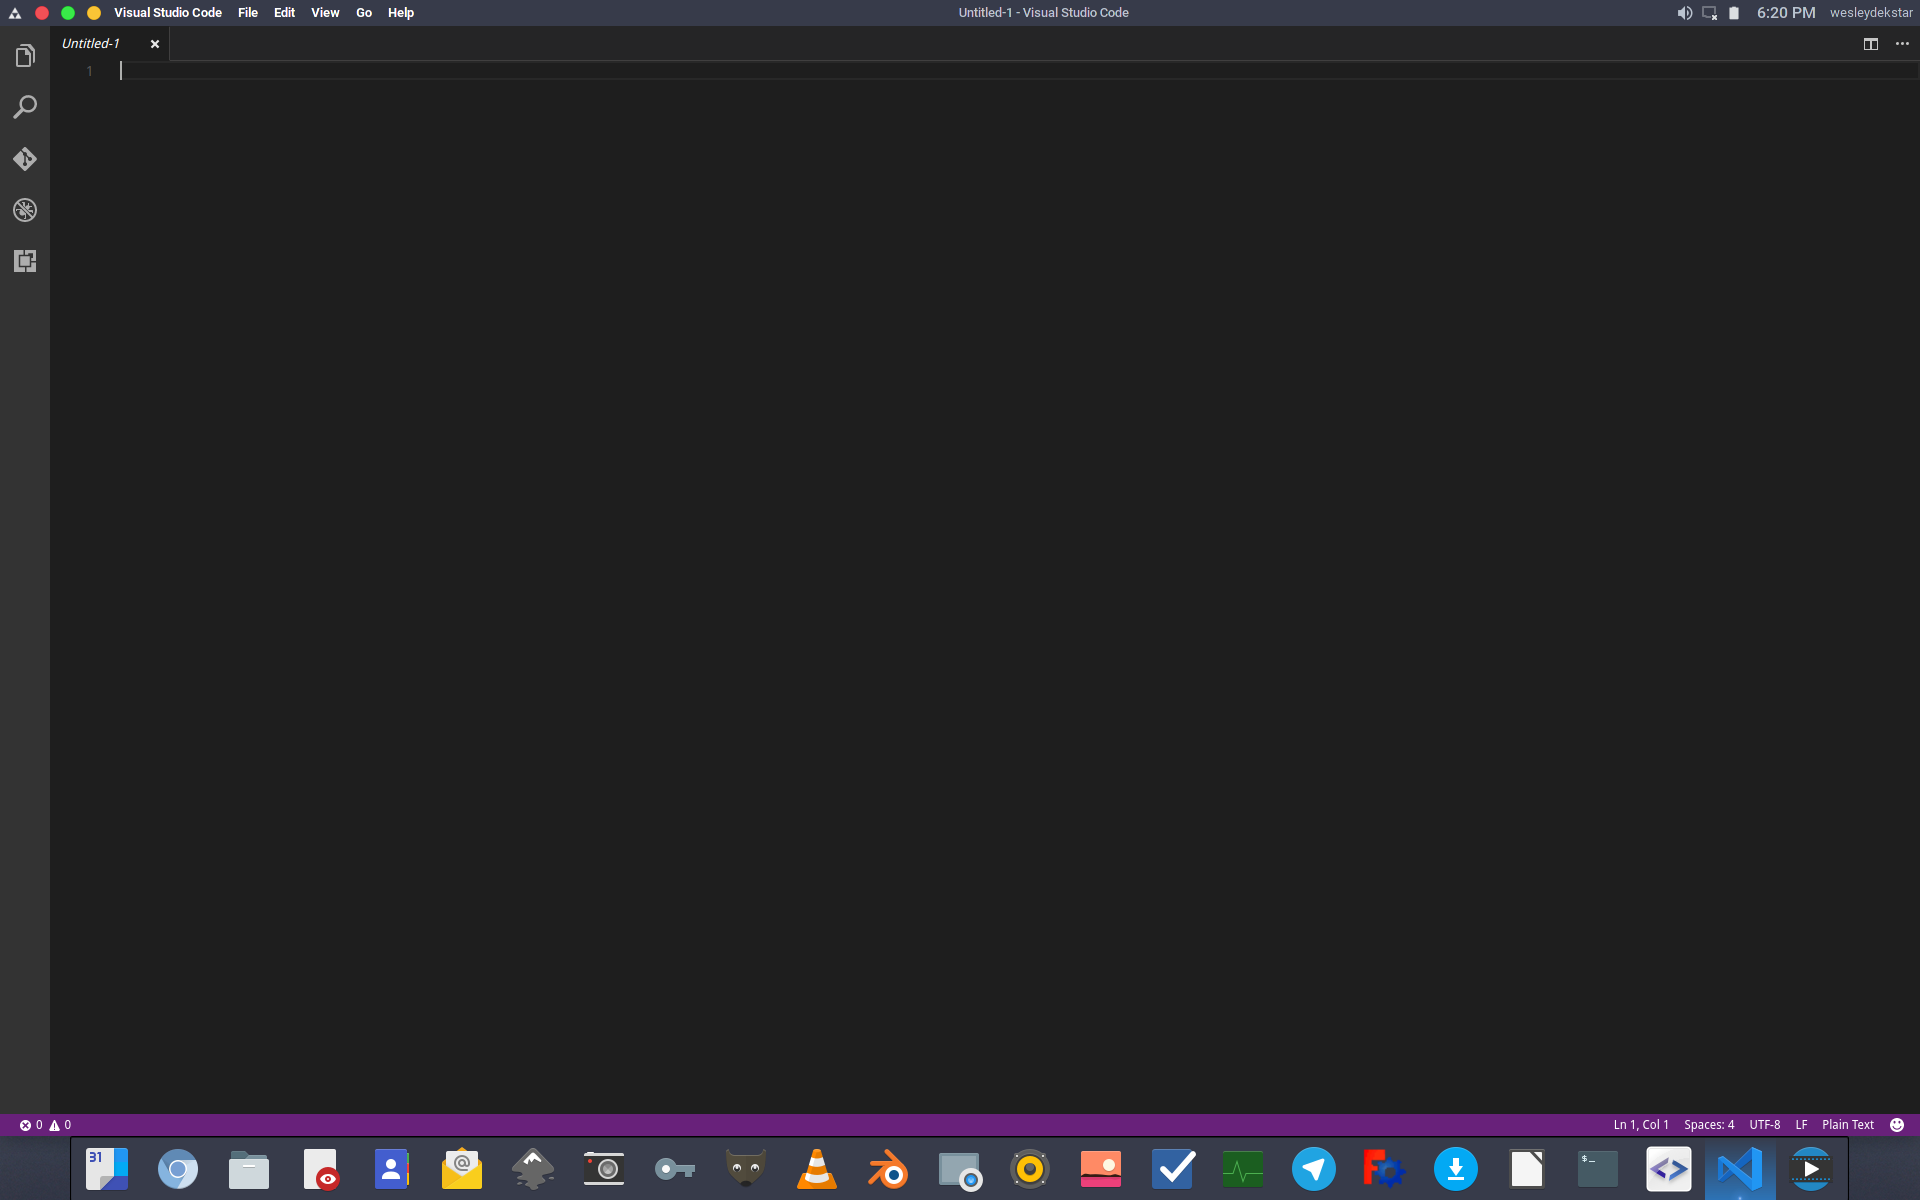 Visual Studio Code File Edit View Go Help Untitled-1 - Visual Studio Code 6:20 PM wesleydekstar
Untitled-1
1
0 0 Ln 1, Col 1 Spaces: 4 UTF-8 LF Plain Text
31 @ $_